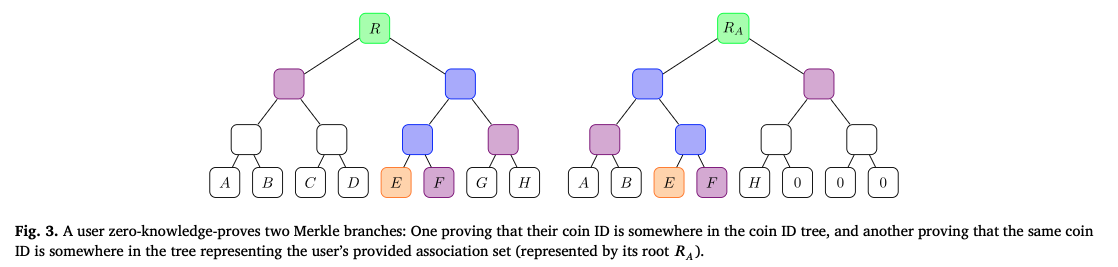 R R_A
A B C D E F G H A B E F H 0 0 0
Fig. 3. A user zero-knowledge-proves two Merkle branches: One proving that their coin ID is somewhere in the coin ID tree, and another proving that the same coin
ID is somewhere in the tree representing the user's provided association set (represented by its root R_A).